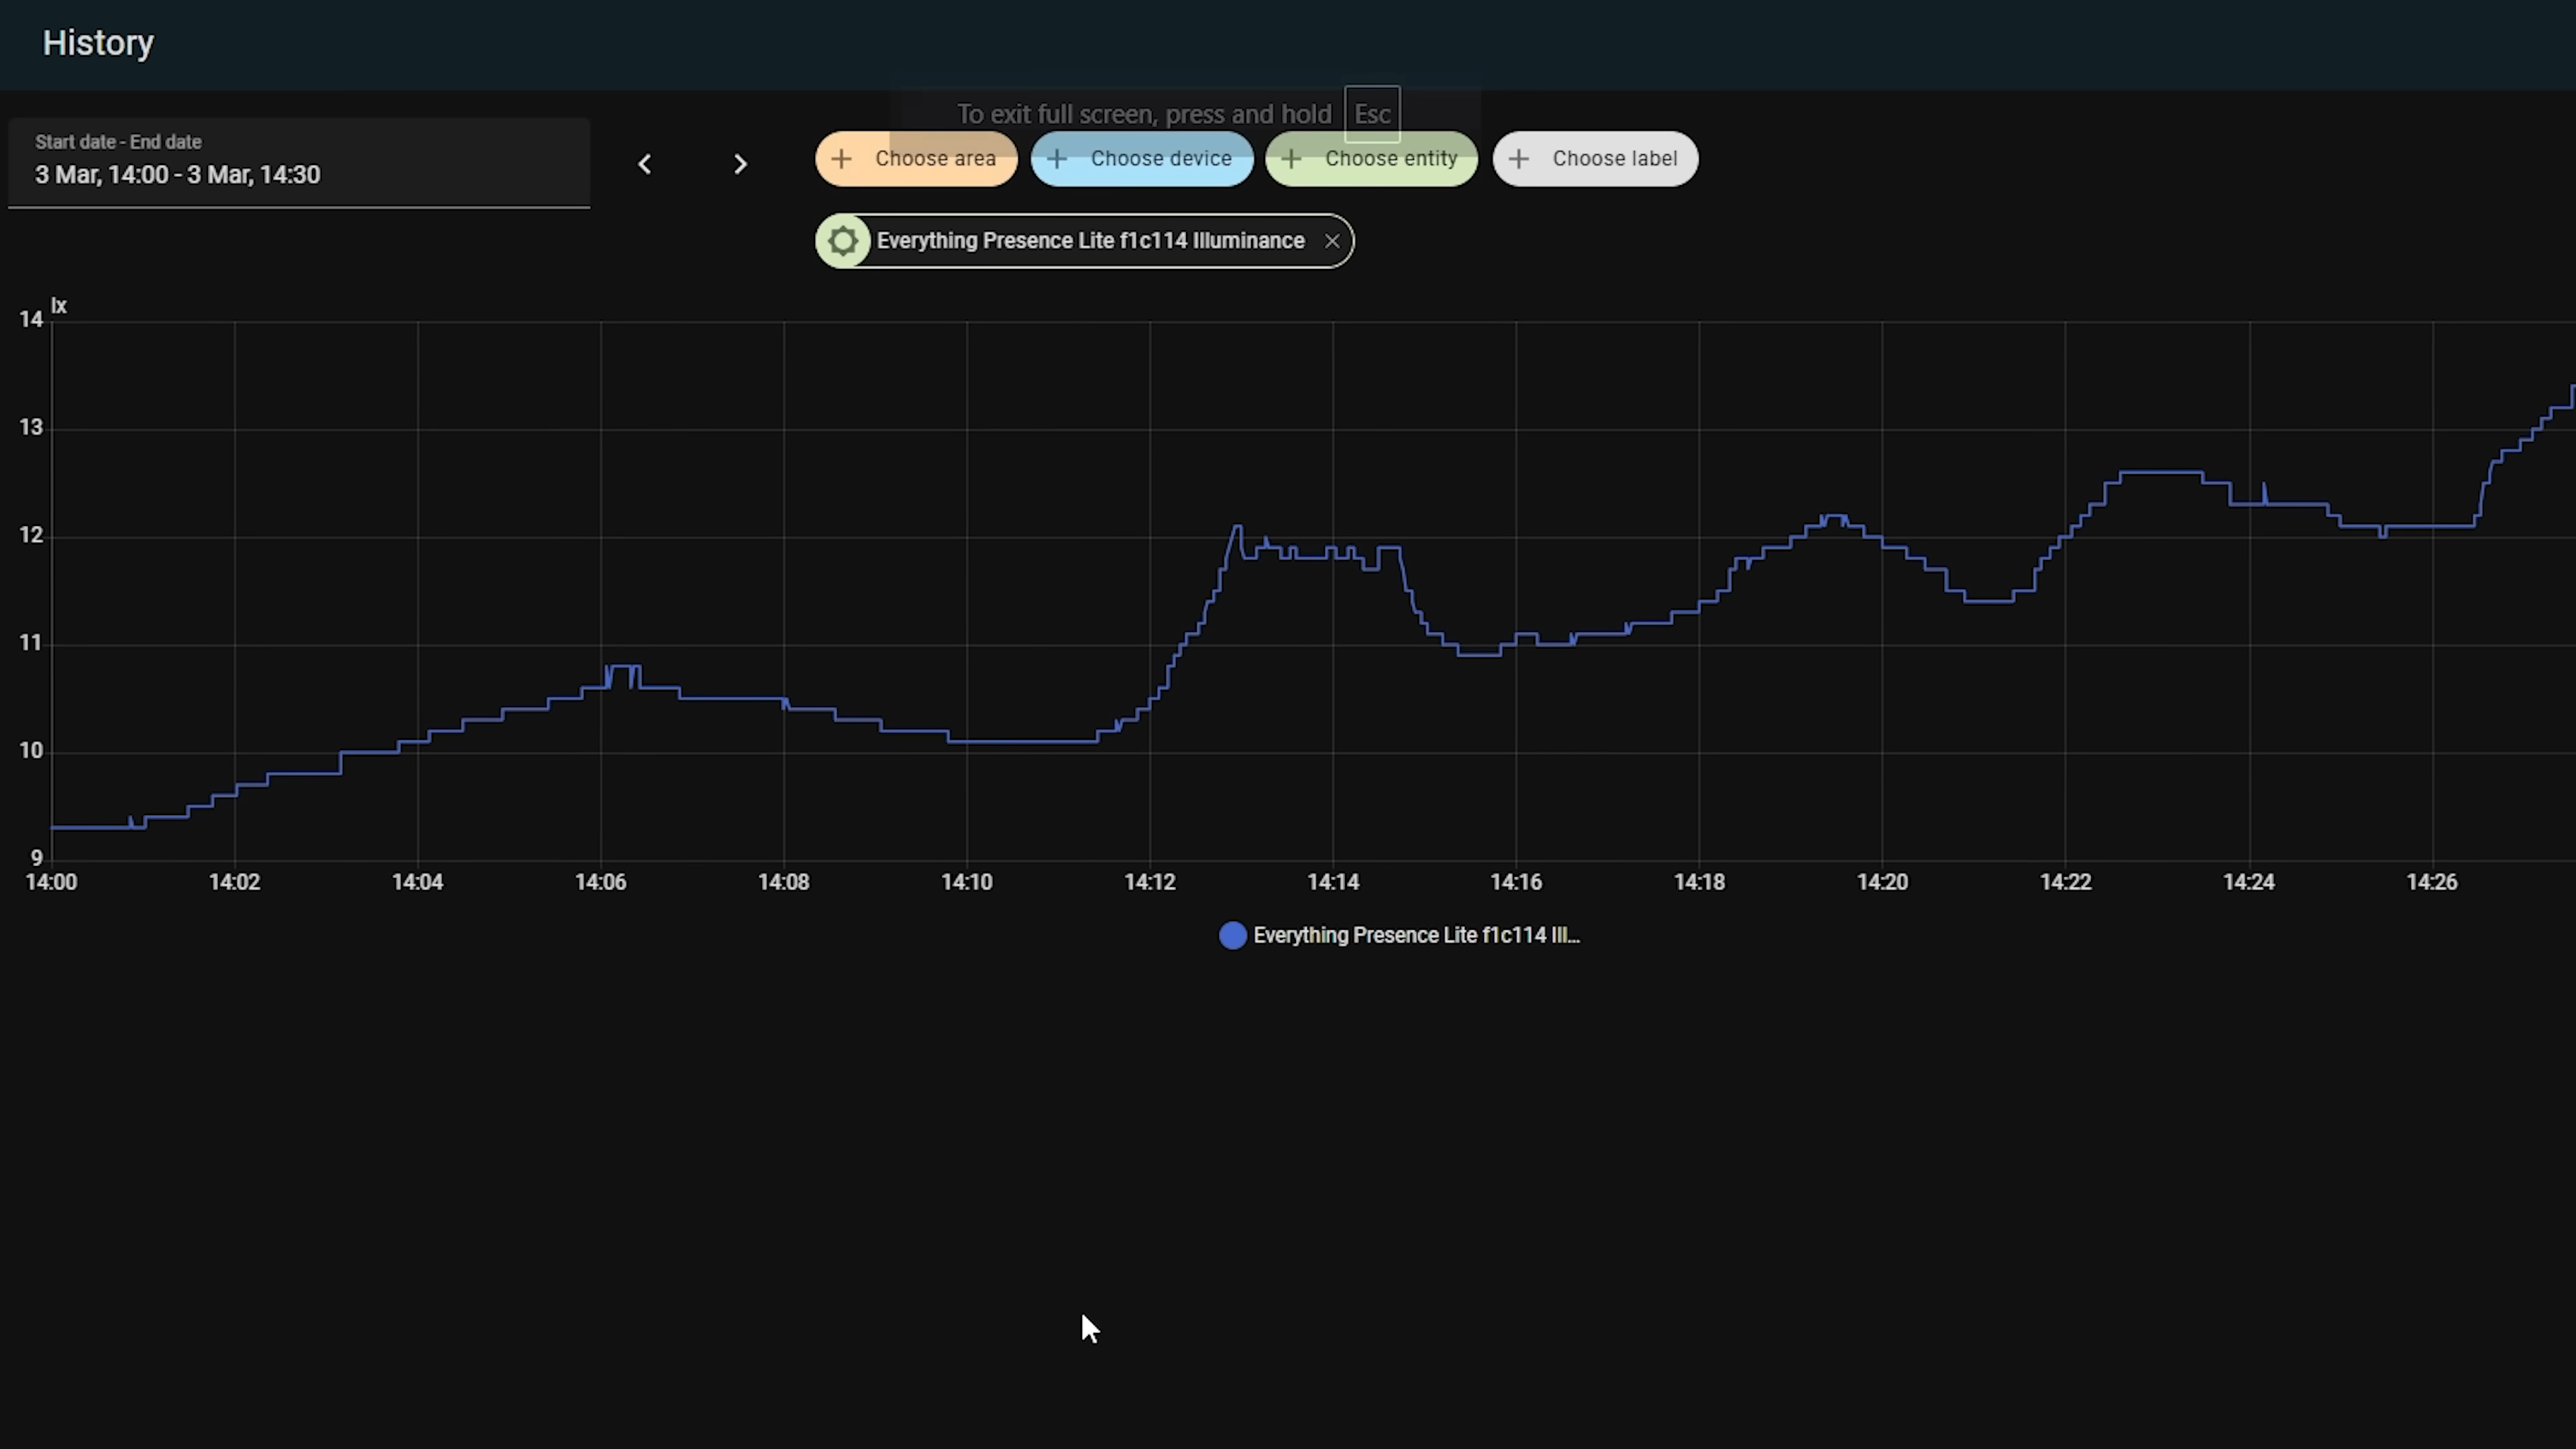 History
To exit full screen, press and hold Esc
Start date - End date
3 Mar, 14:00 - 3 Mar, 14:30
Choose area
Choose device
Choose entity
Choose label
Everything Presence Lite f1c114 Illuminance
lx
14
13
12
11
10
9
14:00 14:02 14:04 14:06 14:08 14:10 14:12 14:14 14:16 14:18 14:20 14:22 14:24 14:26
Everything Presence Lite f1c114 Ill...